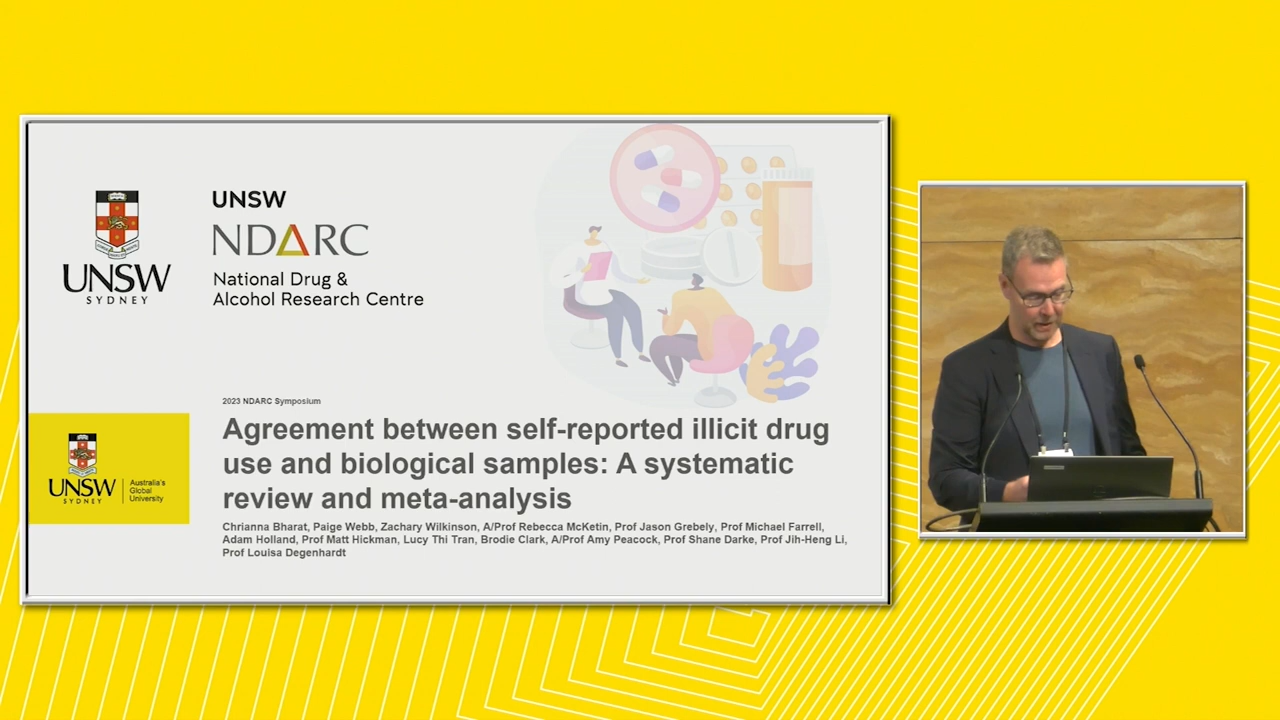 UNSW
SYDNEY
UNSW
NDARC
National Drug &
Alcohol Research Centre
2023 NDARC Symposium
Agreement between self-reported illicit drug
use and biological samples: A systematic
review and meta-analysis
Chrianna Bharat, Paige Webb, Zachary Wilkinson, A/Prof Rebecca McKetin, Prof Jason Grebely, Prof Michael Farrell,
Adam Holland, Prof Matt Hickman, Lucy Thi Tran, Brodie Clark, A/Prof Amy Peacock, Prof Shane Darke, Prof Jih-Heng Li,
Prof Louisa Degenhardt
UNSW
SYDNEY
Australia's
Global
University